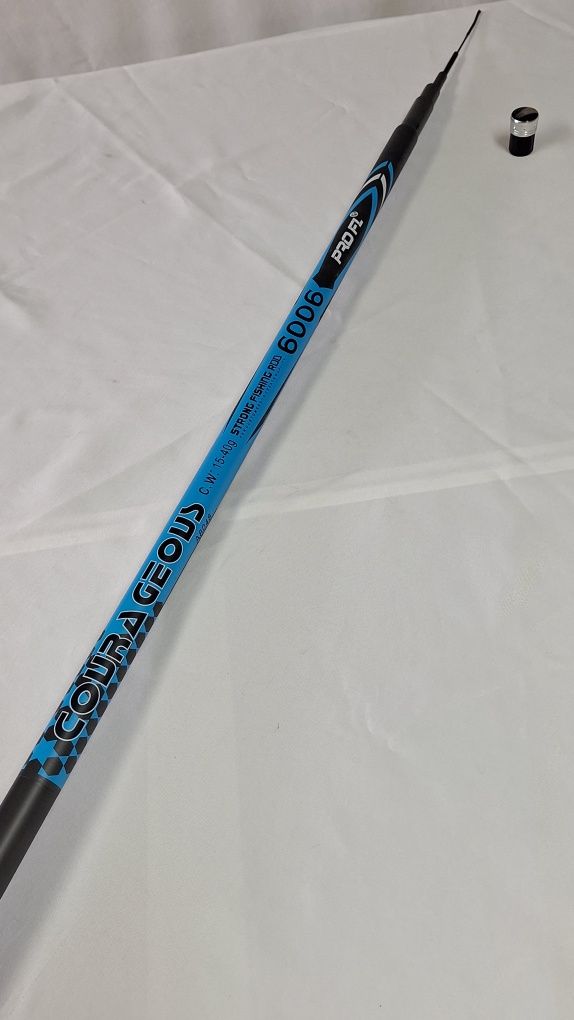 COURAGEOUS
C.W: 15-40g
STRONG FISHING ROD
6006
PROFI®